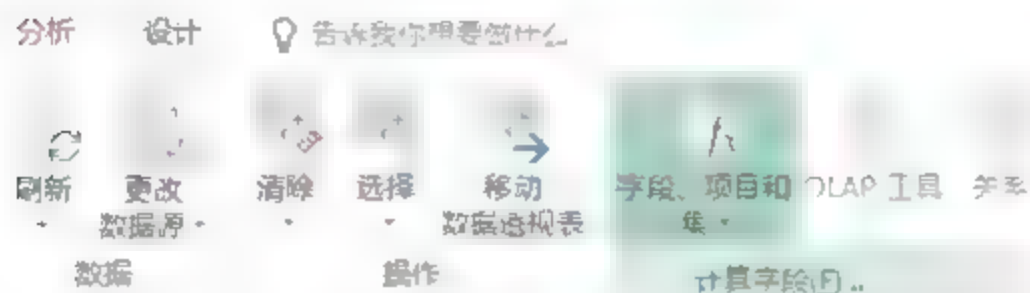 分析 设计 告诉我你想要做什么
刷新 更改 清除 选择 移动 字段、项目和 OLAP 工具 关系
数据源 数据透视表 集
数据 操作 计算字段(F)...